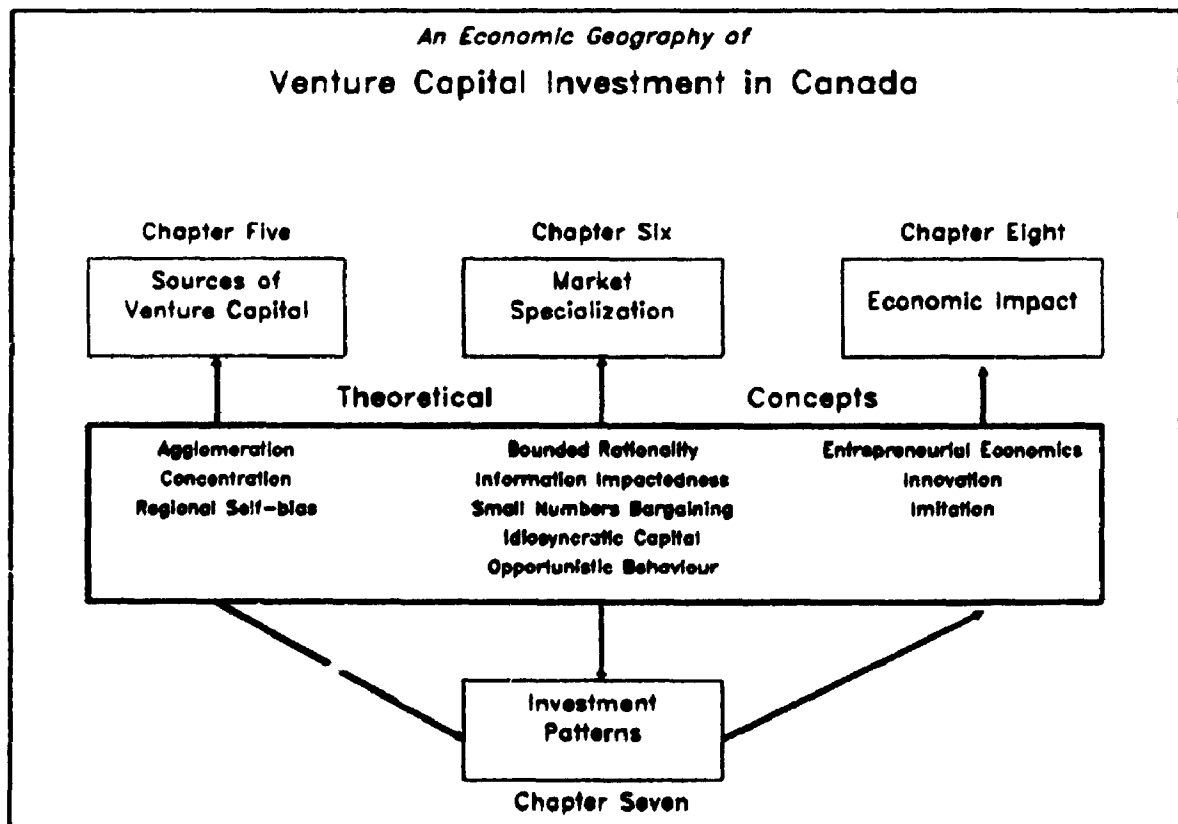 An Economic Geography of
Venture Capital Investment in Canada
Chapter Five
Chapter Six
Chapter Eight
Sources of
Venture Capital
Market
Specialization
Economic Impact
Theoretical
Concepts
Agglomeration
Concentration
Regional Self-bias
Bounded Rationality
Information Impactedness
Small Numbers Bargaining
Idiosyncratic Capital
Opportunistic Behaviour
Entrepreneurial Economics
Innovation
Imitation
Investment
Patterns
Chapter Seven